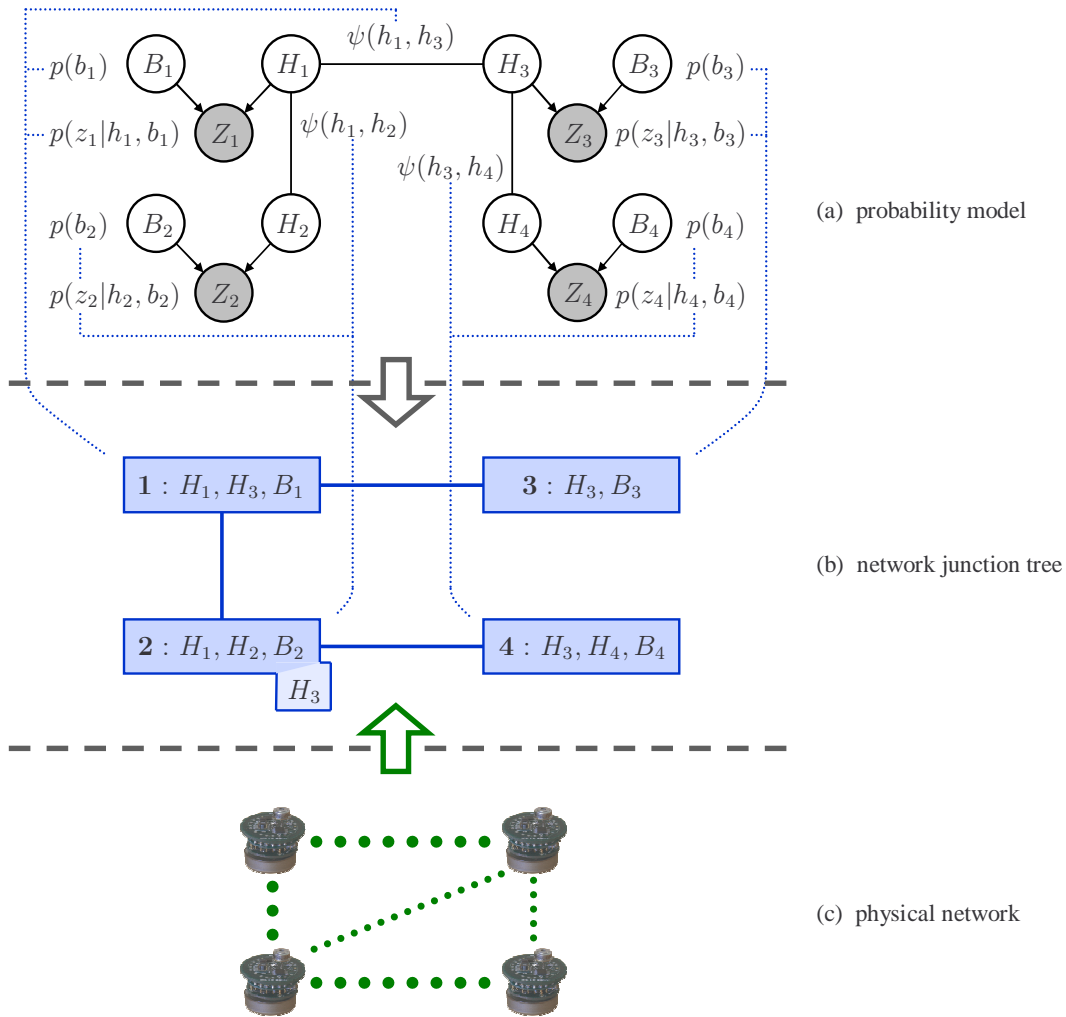 ψ(h₁, h₃)
p(b₁) B₁ H₁ H₃ B₃ p(b₃)
p(z₁|h₁, b₁) Z₁ ψ(h₁, h₂) Z₃ p(z₃|h₃, b₃)
ψ(h₃, h₄)
p(b₂) B₂ H₂ H₄ B₄ p(b₄)
(a) probability model
p(z₂|h₂, b₂) Z₂ Z₄ p(z₄|h₄, b₄)
1 : H₁, H₃, B₁
3 : H₃, B₃
(b) network junction tree
2 : H₁, H₂, B₂
4 : H₃, H₄, B₄
H₃
(c) physical network